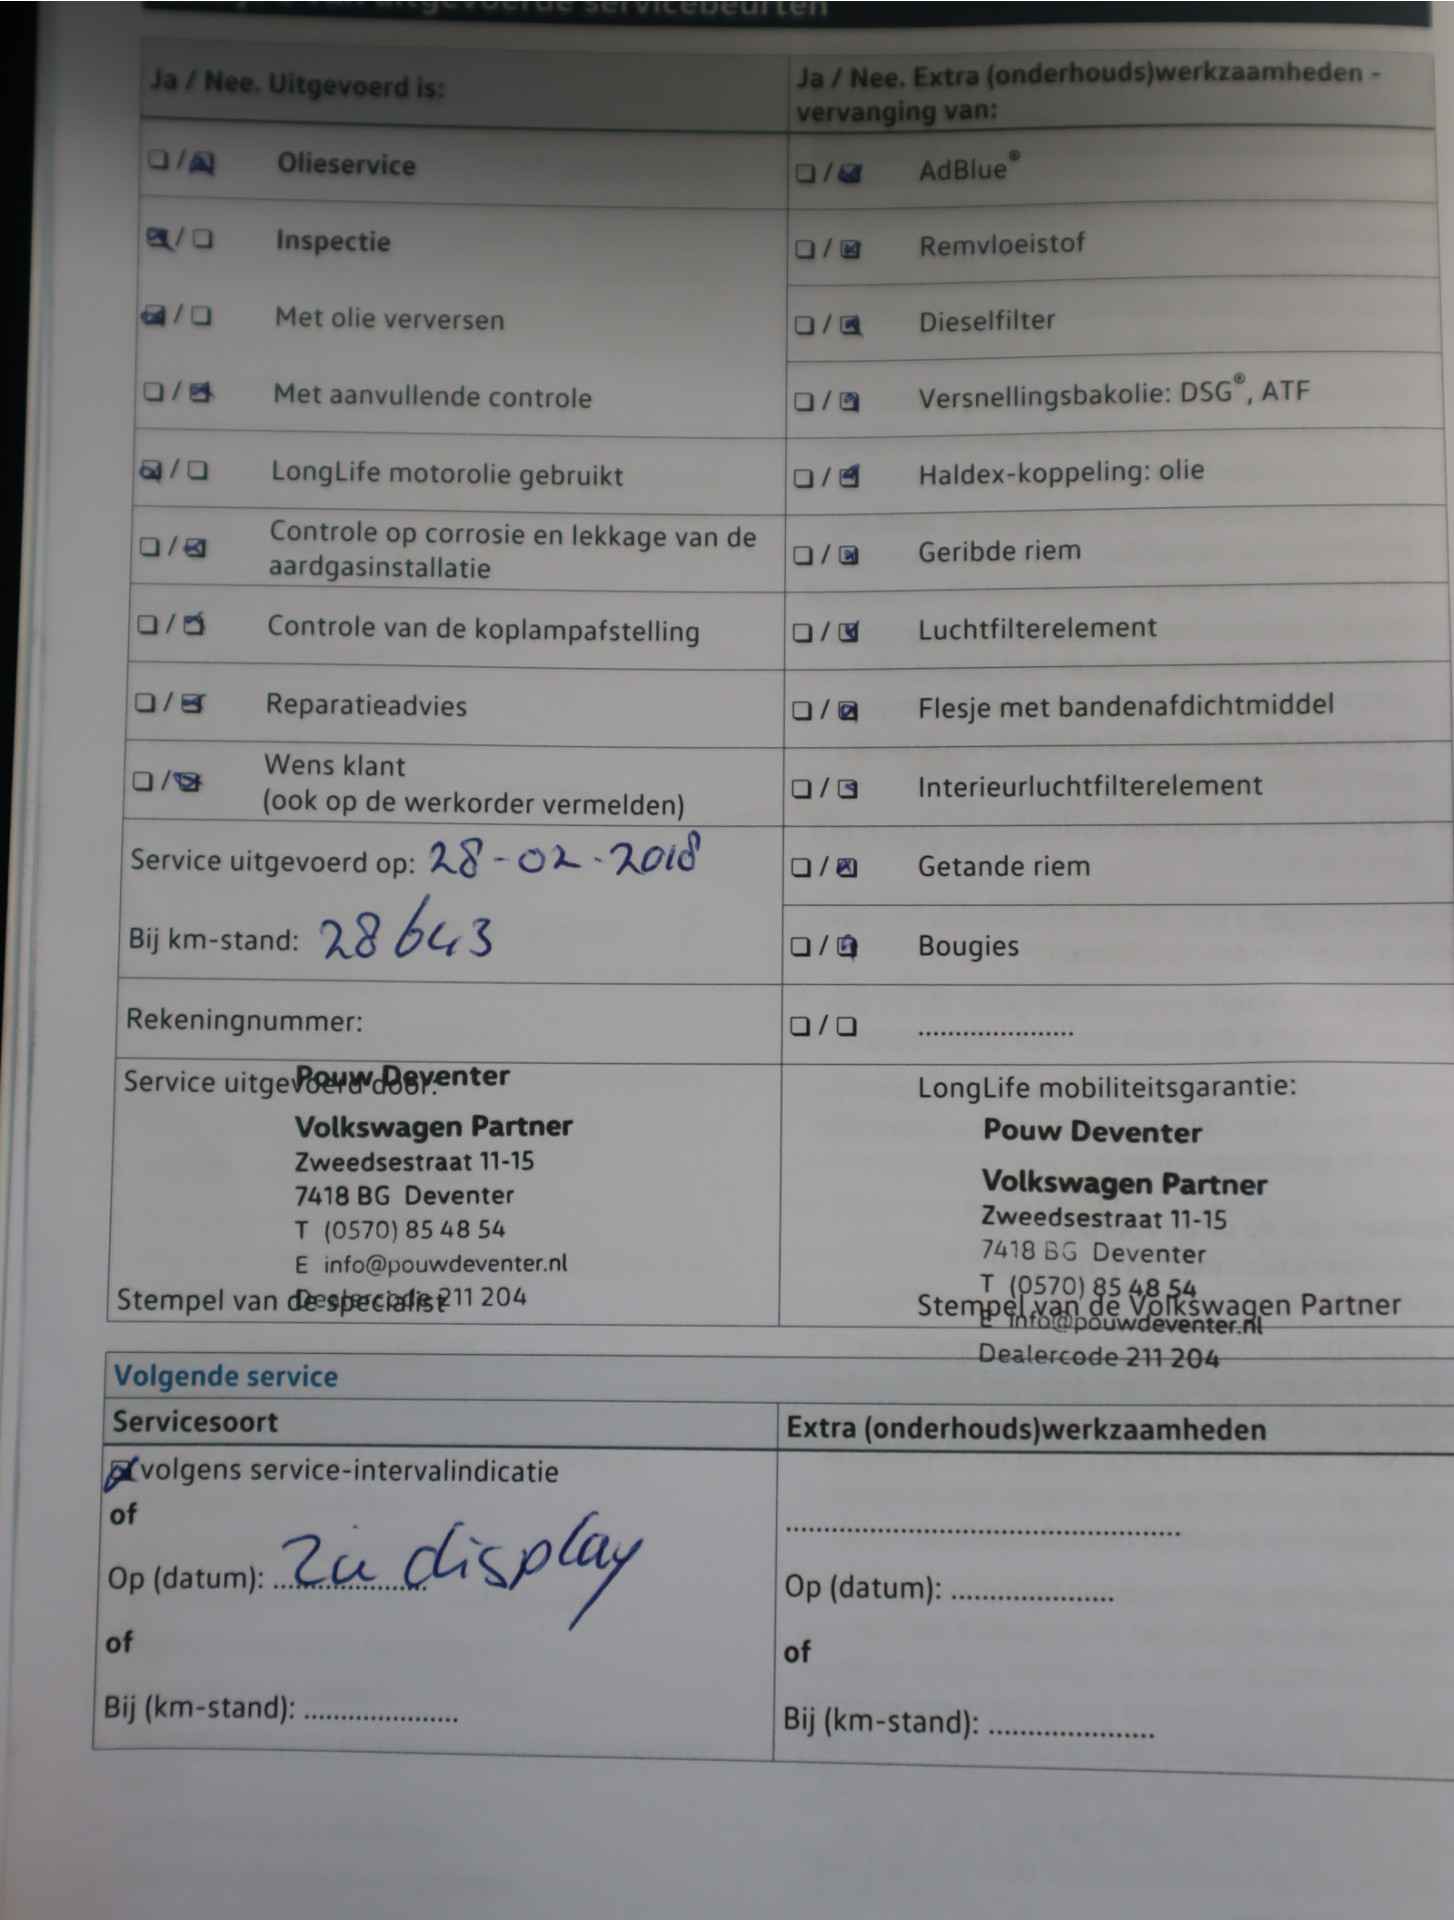 uitgevoerde servicebeurten
Ja / Nee. Uitgevoerd is:
☐ / ☒ Olieservice
☒ / ☐ Inspectie
☒ / ☐ Met olie verversen
☐ / ☒ Met aanvullende controle
☒ / ☐ LongLife motorolie gebruikt
☐ / ☒ Controle op corrosie en lekkage van de
aardgasinstallatie
☐ / ☒ Controle van de koplampafstelling
☐ / ☒ Reparatieadvies
☐ / ☒ Wens klant
(ook op de werkorder vermelden)
Service uitgevoerd op: 28-02-2018
Bij km-stand: 28643
Rekeningnummer:
Service uitgevoerd door:
Pouw Deventer
Volkswagen Partner
Zweedsestraat 11-15
7418 BG Deventer
T (0570) 85 48 54
E info@pouwdeventer.nl
Dealercode 211 204
Stempel van de specialist
Ja / Nee. Extra (onderhouds)werkzaamheden -
vervanging van:
☐ / ☒ AdBlue®
☐ / ☒ Remvloeistof
☐ / ☒ Dieselfilter
☐ / ☒ Versnellingsbakolie: DSG®, ATF
☐ / ☒ Haldex-koppeling: olie
☐ / ☒ Geribde riem
☐ / ☒ Luchtfilterelement
☐ / ☒ Flesje met bandenafdichtmiddel
☐ / ☒ Interieurluchtfilterelement
☐ / ☒ Getande riem
☐ / ☒ Bougies
☐ / ☐ .....................
LongLife mobiliteitsgarantie:
Pouw Deventer
Volkswagen Partner
Zweedsestraat 11-15
7418 BG Deventer
T (0570) 85 48 54
E info@pouwdeventer.nl
Dealercode 211 204
Stempel van de Volkswagen Partner
Volgende service
Servicesoort
☒ volgens service-intervalindicatie
of
Op (datum): Zie display
of
Bij (km-stand): .....................
Extra (onderhouds)werkzaamheden
.....................................................
Op (datum): ......................
of
Bij (km-stand): ......................